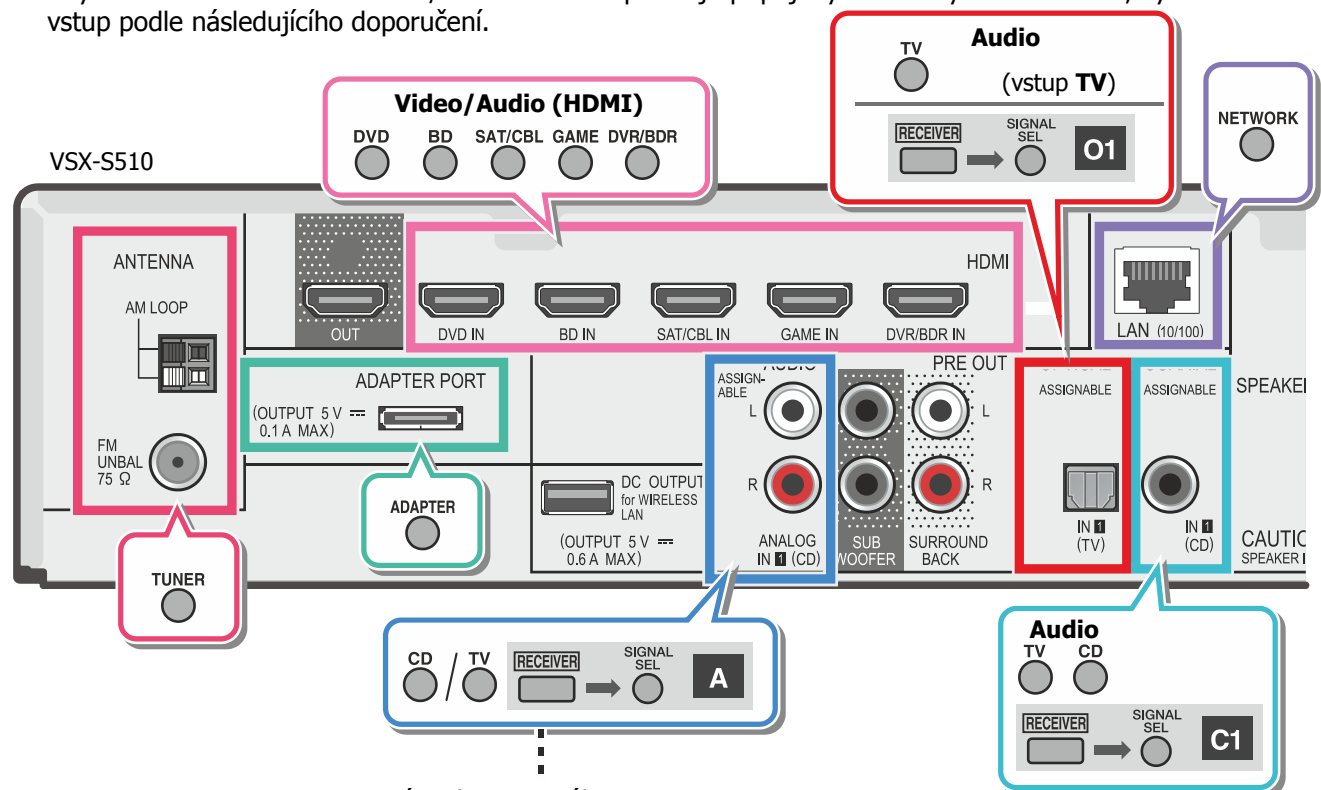 vstup podle následujícího doporučení.
Audio
TV
(vstup TV)
RECEIVER
SIGNAL
SEL
O1
Video/Audio (HDMI)
DVD BD SAT/CBL GAME DVR/BDR
NETWORK
VSX-S510
ANTENNA
AM LOOP
FM
UNBAL
75 Ω
HDMI
OUT
DVD IN
BD IN
SAT/CBL IN
GAME IN
DVR/BDR IN
LAN (10/100)
ADAPTER PORT
(OUTPUT 5 V
0.1 A MAX)
DC OUTPUT
for WIRELESS
LAN
(OUTPUT 5 V
0.6 A MAX)
AUDIO
ASSIGN-
ABLE
L
R
ANALOG
IN 1 (CD)
PRE OUT
SUB
WOOFER
L
R
SURROUND
BACK
ASSIGNABLE
IN 1
(TV)
ASSIGNABLE
IN 1
(CD)
SPEAKE
CAUTIO
SPEAKER
TUNER
ADAPTER
CD / TV
RECEIVER
SIGNAL
SEL
A
Audio
TV CD
RECEIVER
SIGNAL
SEL
C1